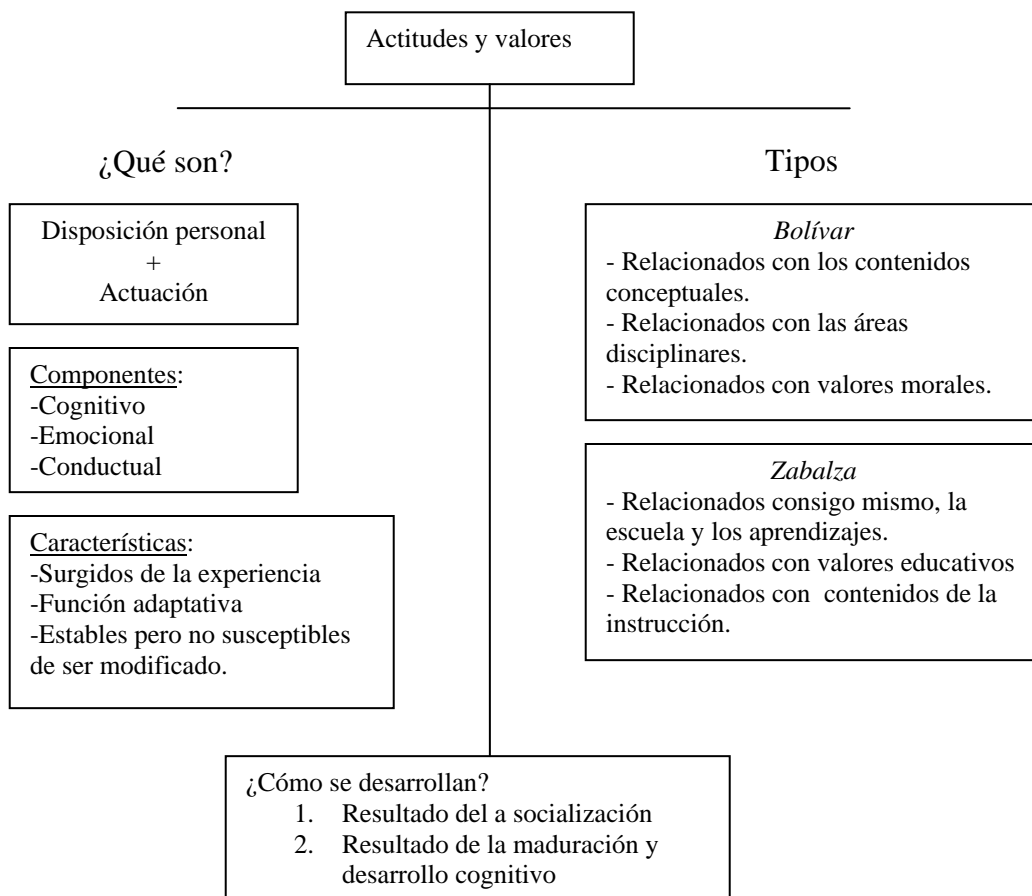 Actitudes y valores
¿Qué son?
Disposición personal
+
Actuación
Componentes:
-Cognitivo
-Emocional
-Conductual
Características:
-Surgidos de la experiencia
-Función adaptativa
-Estables pero no susceptibles
de ser modificado.
Tipos
Bolívar
- Relacionados con los contenidos
conceptuales.
- Relacionados con las áreas
disciplinares.
- Relacionados con valores morales.
Zabalza
- Relacionados consigo mismo, la
escuela y los aprendizajes.
- Relacionados con valores educativos
- Relacionados con  contenidos de la
instrucción.
¿Cómo se desarrollan?
1. Resultado del a socialización
2. Resultado de la maduración y
desarrollo cognitivo